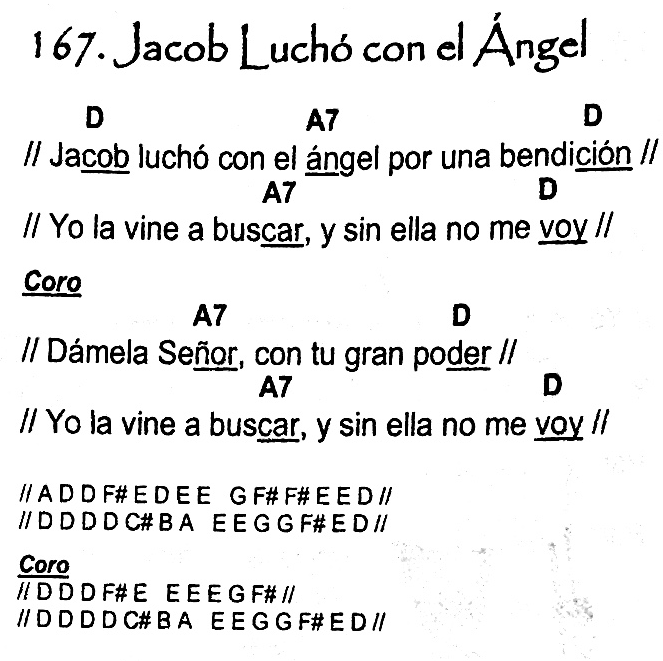 167. Jacob Luchó con el Ángel
D A7 D
// Jacob luchó con el ángel por una bendición //
A7 D
// Yo la vine a buscar, y sin ella no me voy //
Coro
A7 D
// Dámela Señor, con tu gran poder //
A7 D
// Yo la vine a buscar, y sin ella no me voy //
// A D D F# E D E E G F# F# E E D //
// D D D D C# B A E E G G F# E D //
Coro
// D D D F# E E E E G F# //
// D D D D C# B A E E G G F# E D //